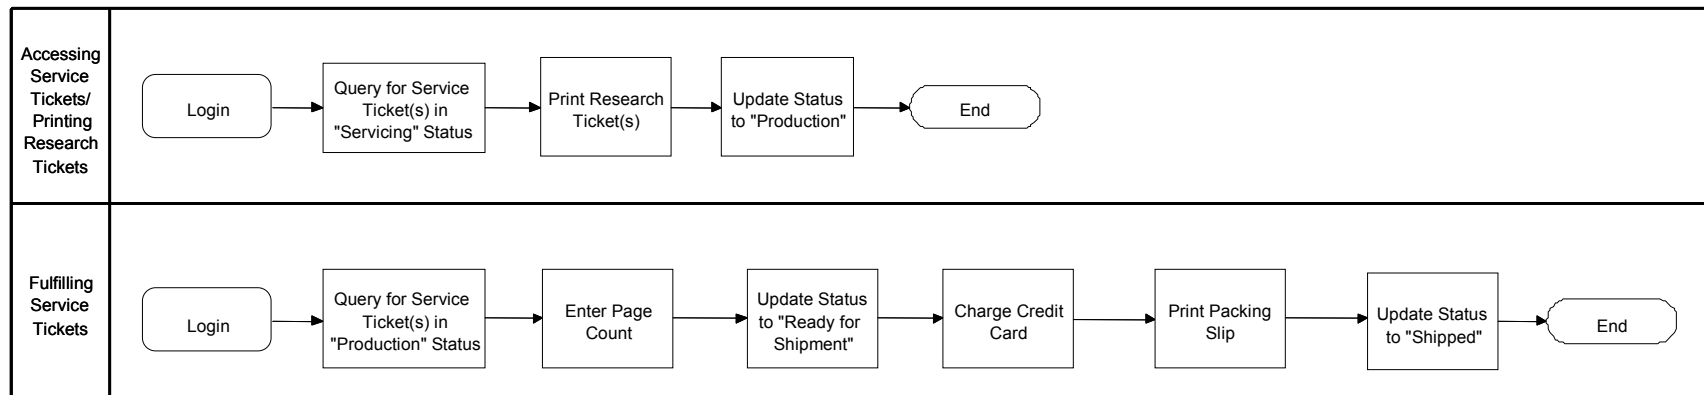 Accessing
Service
Tickets/
Printing
Research
Tickets
Login
Query for Service
Ticket(s) in
"Servicing" Status
Print Research
Ticket(s)
Update Status
to "Production"
End
Fulfilling
Service
Tickets
Login
Query for Service
Ticket(s) in
"Production" Status
Enter Page
Count
Update Status
to "Ready for
Shipment"
Charge Credit
Card
Print Packing
Slip
Update Status
to "Shipped"
End